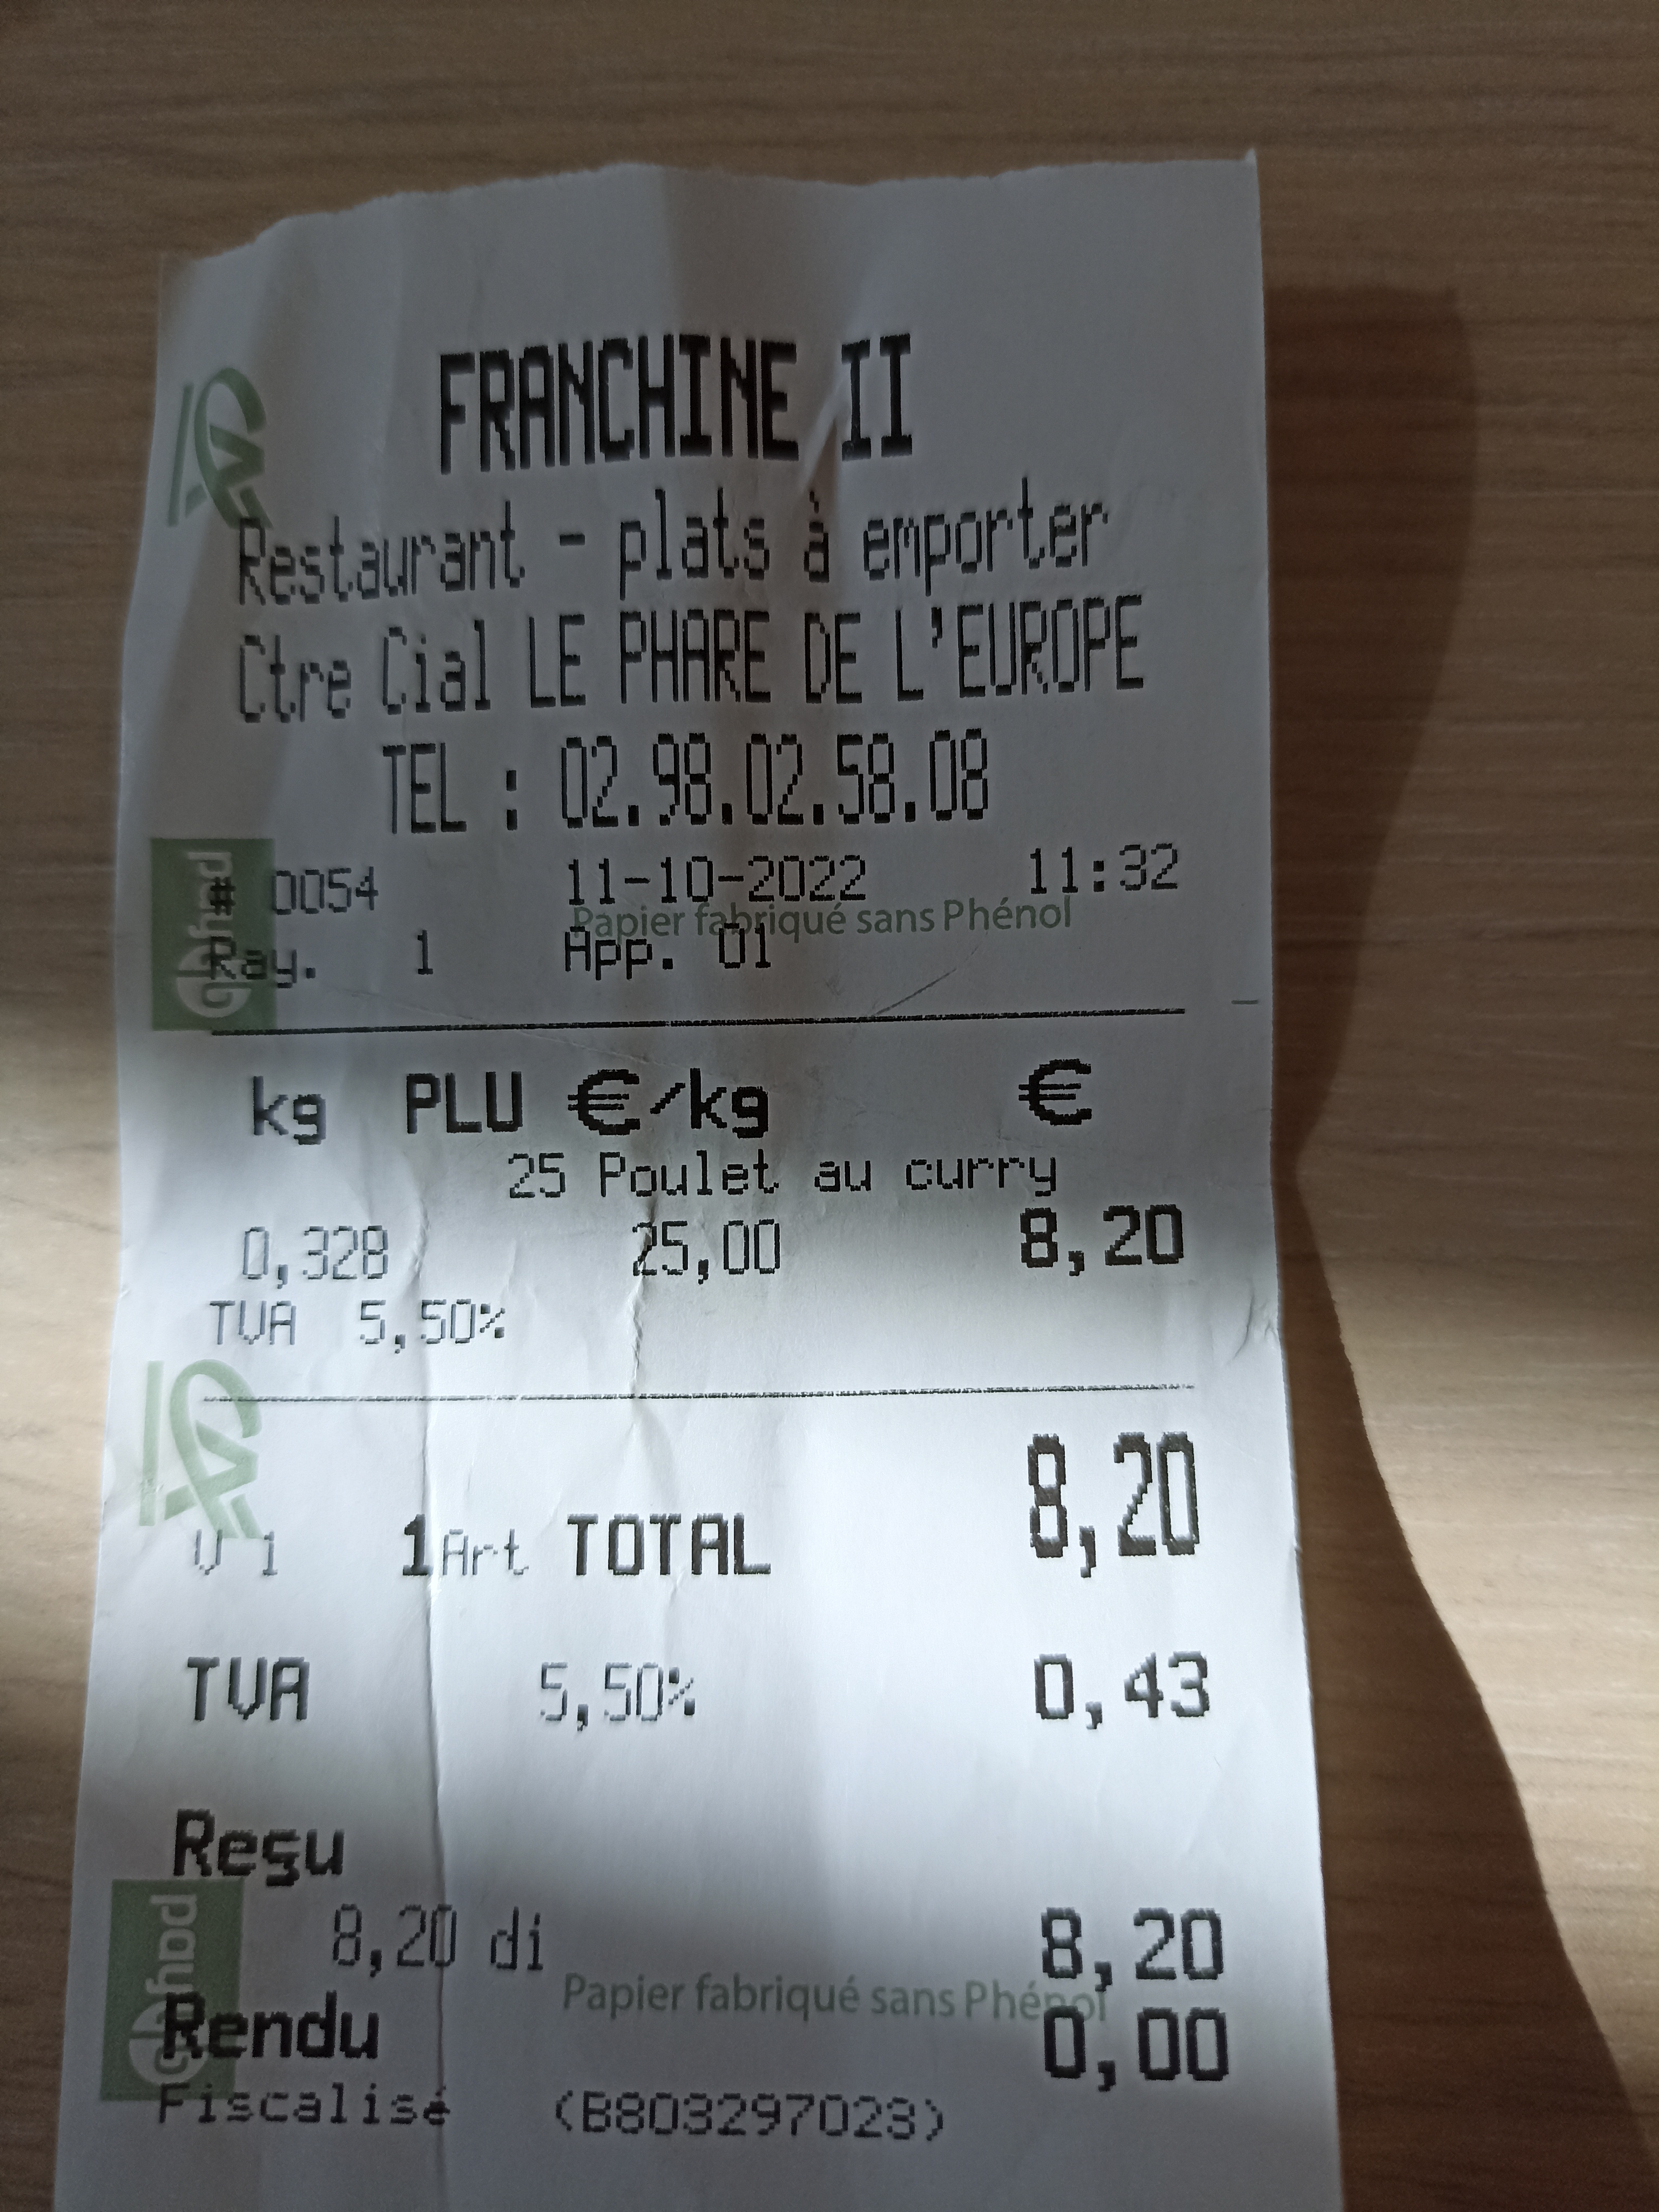 FRANCHINE II
Restaurant - plats à emporter
Ctre Cial LE PHARE DE L'EUROPE
TEL : 02.98.02.58.08
# 0054 11-10-2022 11:32
Papier fabriqué sans Phénol
Ray. 1 App. 01
kg PLU €/kg €
25 Poulet au curry
0,328 25,00 8,20
TVA 5,50%
V 1 1Art TOTAL 8,20
TVA 5,50% 0,43
Reçu
8,20 di 8,20
Papier fabriqué sans Phénol
Rendu 0,00
Fiscalisé (B803297023)